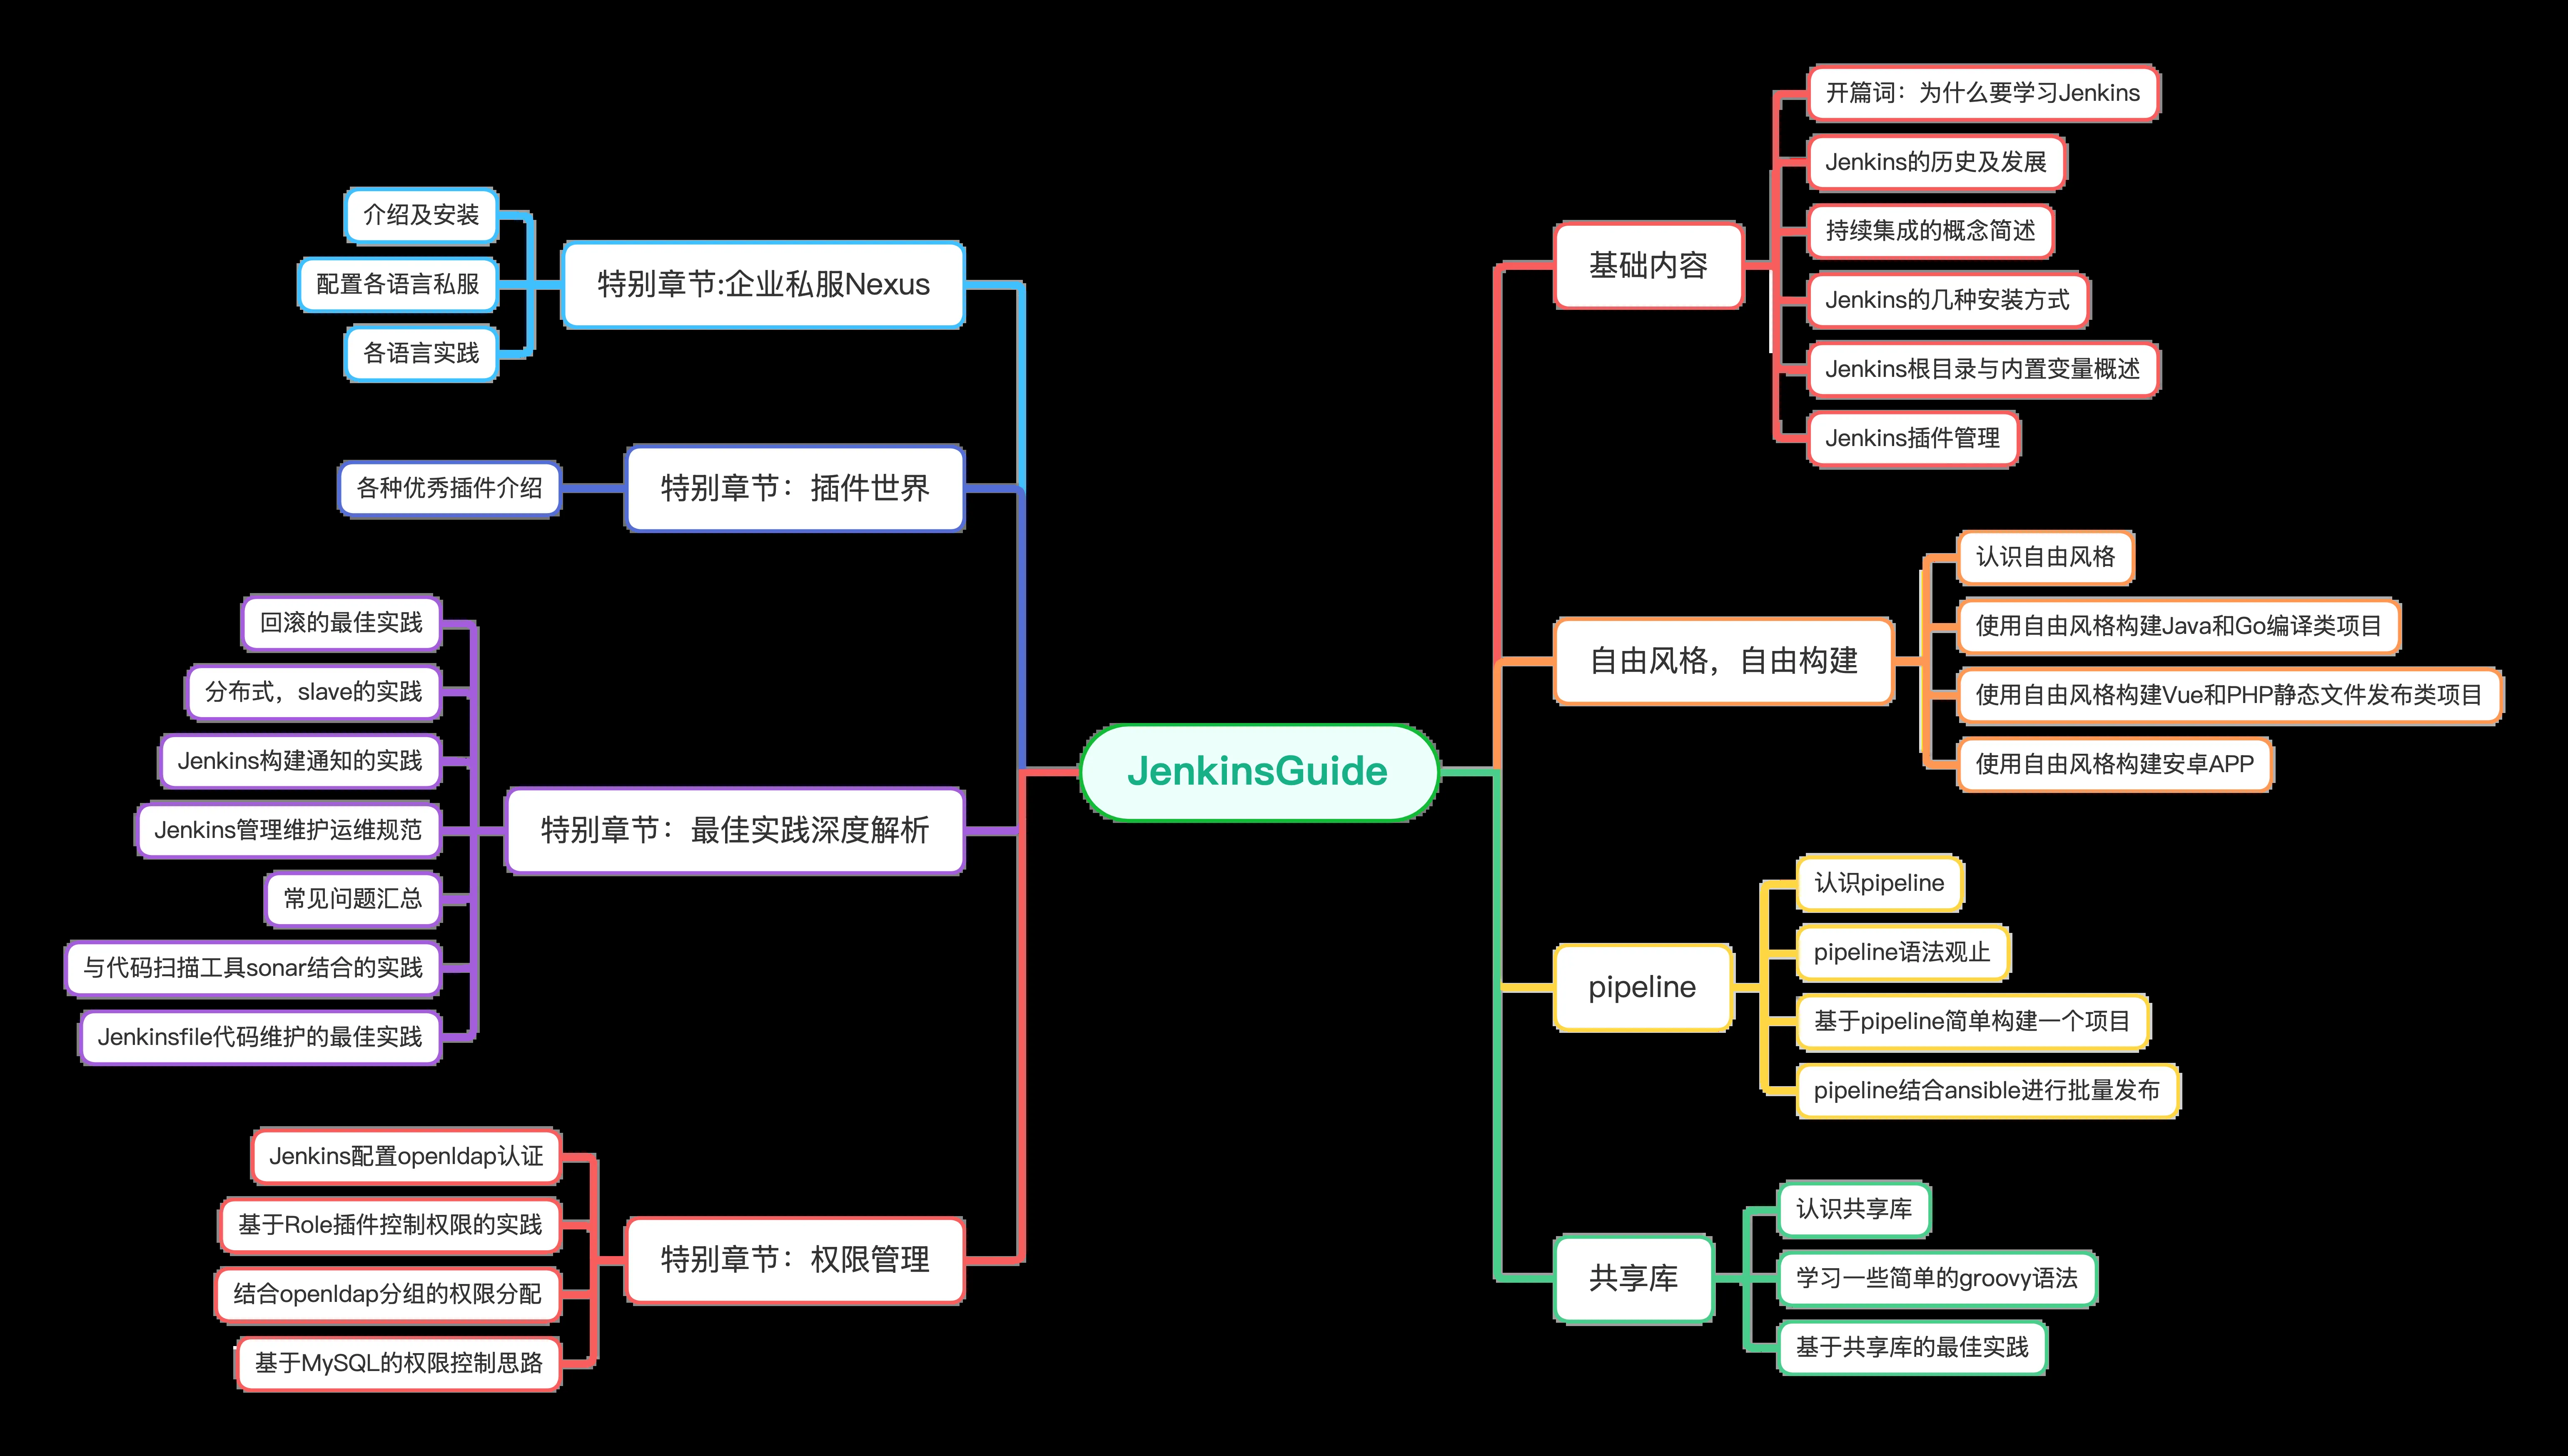 JenkinsGuide
基础内容
开篇词：为什么要学习Jenkins
Jenkins的历史及发展
持续集成的概念简述
Jenkins的几种安装方式
Jenkins根目录与内置变量概述
Jenkins插件管理
自由风格，自由构建
认识自由风格
使用自由风格构建Java和Go编译类项目
使用自由风格构建Vue和PHP静态文件发布类项目
使用自由风格构建安卓APP
pipeline
认识pipeline
pipeline语法观止
基于pipeline简单构建一个项目
pipeline结合ansible进行批量发布
共享库
认识共享库
学习一些简单的groovy语法
基于共享库的最佳实践
特别章节:企业私服Nexus
介绍及安装
配置各语言私服
各语言实践
特别章节：插件世界
各种优秀插件介绍
特别章节：最佳实践深度解析
回滚的最佳实践
分布式，slave的实践
Jenkins构建通知的实践
Jenkins管理维护运维规范
常见问题汇总
与代码扫描工具sonar结合的实践
Jenkinsfile代码维护的最佳实践
特别章节：权限管理
Jenkins配置openldap认证
基于Role插件控制权限的实践
结合openldap分组的权限分配
基于MySQL的权限控制思路